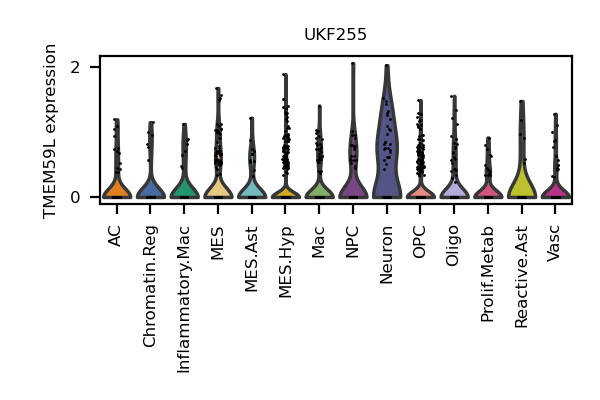 UKF255
TMEM59L expression
2
0
AC
Chromatin.Reg
Inflammatory.Mac
MES
MES.Ast
MES.Hyp
Mac
NPC
Neuron
OPC
Oligo
Prolif.Metab
Reactive.Ast
Vasc